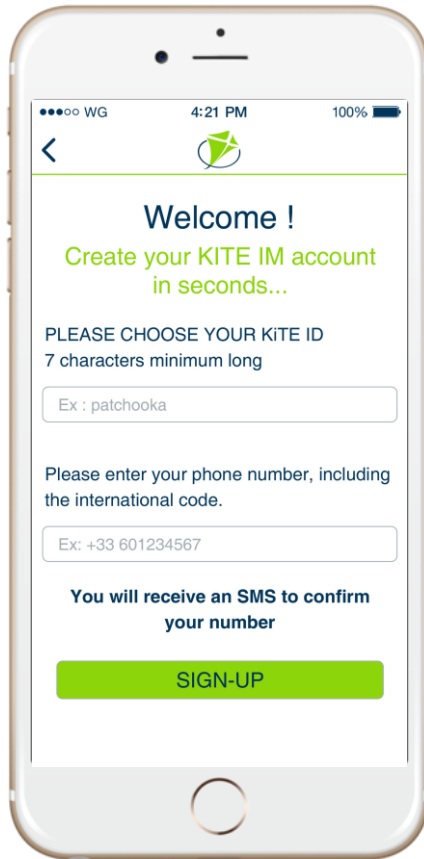 ●●●○○ WG 4:21 PM 100%
Welcome !
Create your KITE IM account
in seconds...
PLEASE CHOOSE YOUR KiTE ID
7 characters minimum long
Ex : patchooka
Please enter your phone number, including
the international code.
Ex: +33 601234567
You will receive an SMS to confirm
your number
SIGN-UP